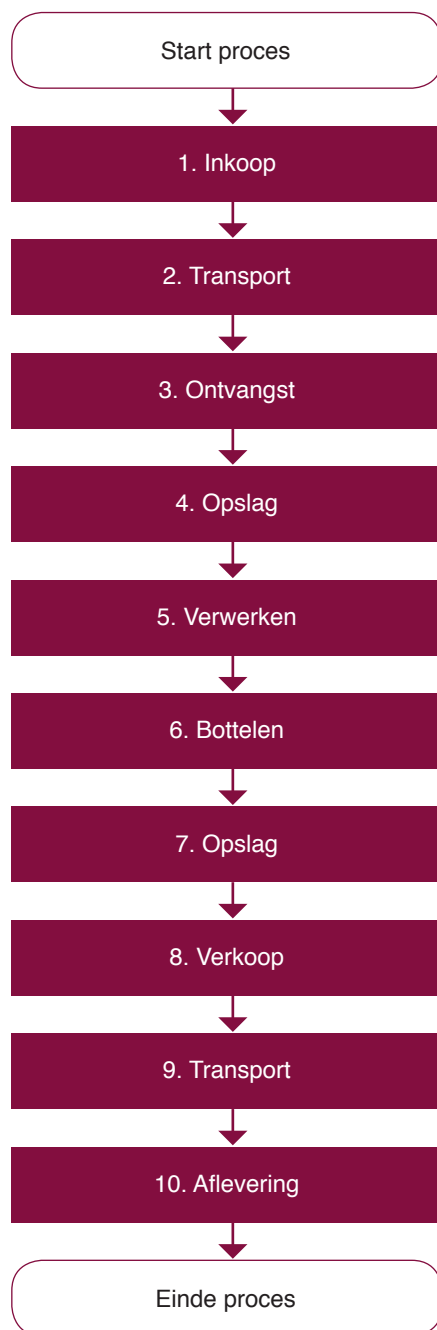 Start proces
1. Inkoop
2. Transport
3. Ontvangst
4. Opslag
5. Verwerken
6. Bottelen
7. Opslag
8. Verkoop
9. Transport
10. Aflevering
Einde proces